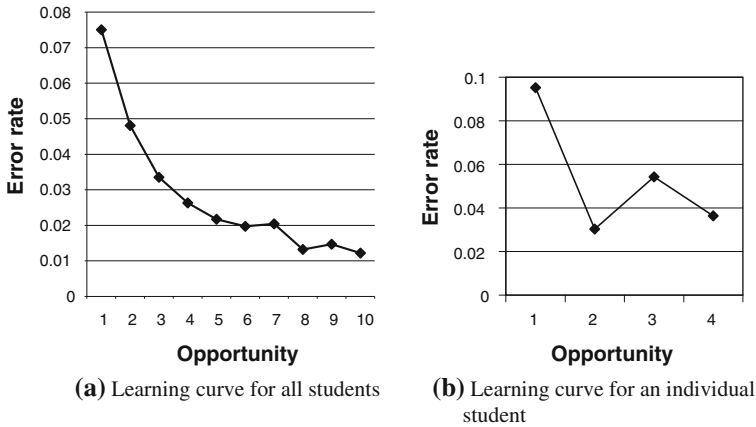 0.08
0.07
0.06
0.05
0.04
0.03
0.02
0.01
0
Error rate
1 2 3 4 5 6 7 8 9 10
Opportunity
(a) Learning curve for all students
0.1
0.08
0.06
0.04
0.02
0
Error rate
1 2 3 4
Opportunity
(b) Learning curve for an individual
student